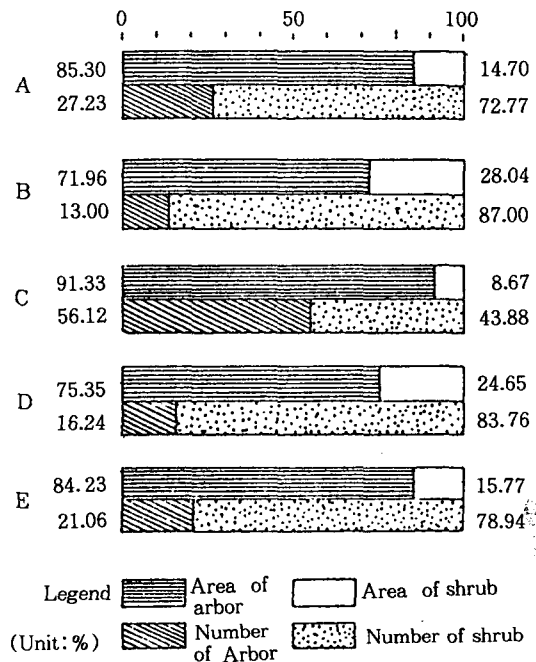 0 50 100
A 85.30 14.70
27.23 72.77
B 71.96 28.04
13.00 87.00
C 91.33 8.67
56.12 43.88
D 75.35 24.65
16.24 83.76
E 84.23 15.77
21.06 78.94
Legend Area of arbor Area of shrub
(Unit: %) Number of Arbor Number of shrub